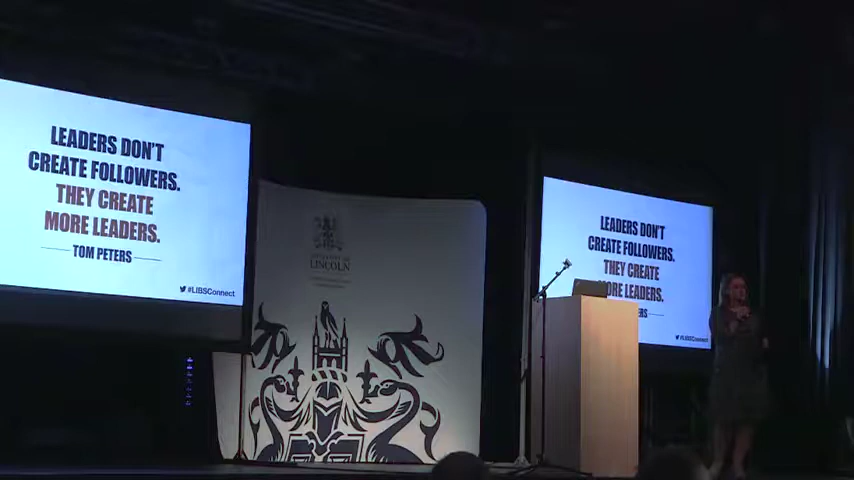 LEADERS DON'T
CREATE FOLLOWERS.
THEY CREATE
MORE LEADERS.
TOM PETERS
#LIBSConnect
LINCOLN
LEADERS DON'T
CREATE FOLLOWERS.
THEY CREATE
MORE LEADERS.
#LIBSConnect